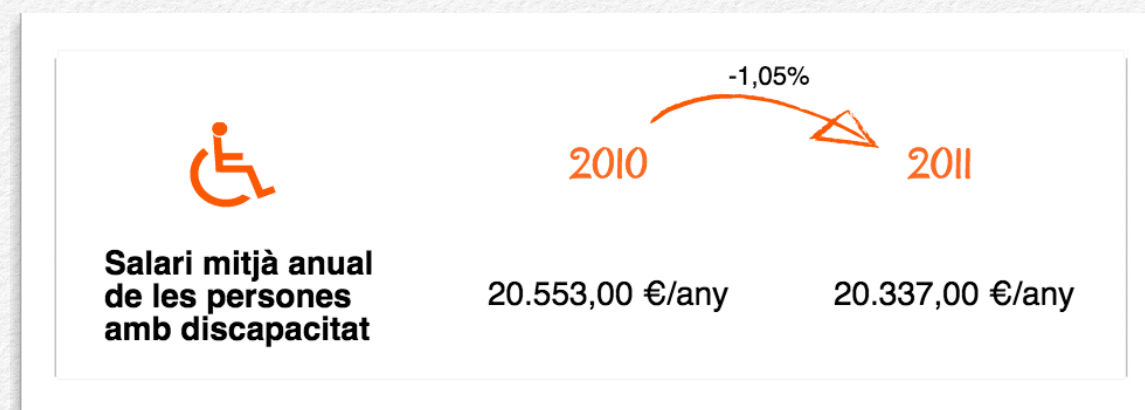 -1,05%
2010
2011
Salari mitjà anual
de les persones
amb discapacitat
20.553,00 €/any
20.337,00 €/any